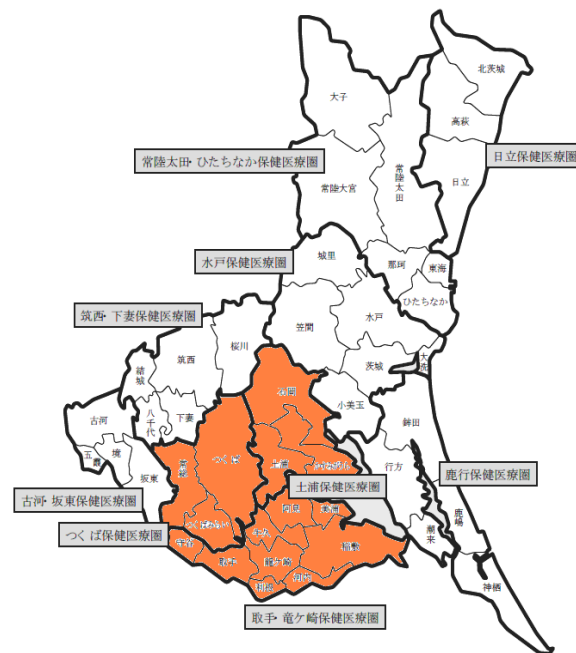 北茨城
大子
高萩
常陸太田・ひたちなか保健医療圏
日立保健医療圏
常陸太田
常陸大宮
日立
水戸保健医療圏
城里
那珂
東海
ひたちなか
筑西・下妻保健医療圏
笠間
水戸
桜川
筑西
茨城
大洗
結城
石岡
小美玉
古河
八千代
下妻
鉾田
つくば
五霞
境
常総
土浦
かすみがうら
行方
坂東
鹿行保健医療圏
土浦保健医療圏
古河・坂東保健医療圏
阿見
美浦
鹿嶋
つくば保健医療圏
つくばみらい
牛久
潮来
守谷
取手
龍ケ崎
稲敷
河内
利根
神栖
取手・竜ケ崎保健医療圏